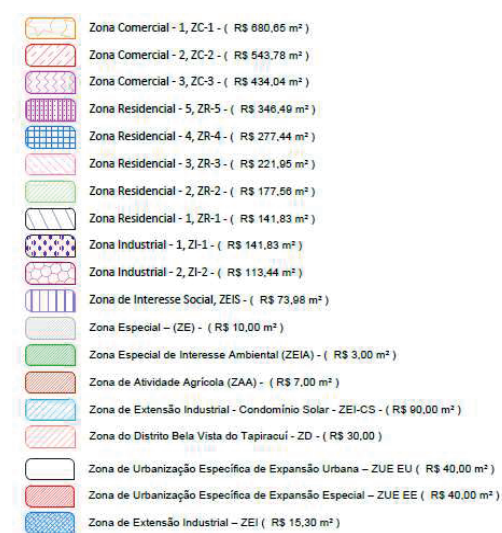 Zona Comercial - 1, ZC-1 - ( R$ 680,65 m² )
Zona Comercial - 2, ZC-2 - ( R$ 543,78 m² )
Zona Comercial - 3, ZC-3 - ( R$ 434,04 m² )
Zona Residencial - 5, ZR-5 - ( R$ 346,49 m² )
Zona Residencial - 4, ZR-4 - ( R$ 277,44 m² )
Zona Residencial - 3, ZR-3 - ( R$ 221,95 m² )
Zona Residencial - 2, ZR-2 - ( R$ 177,56 m² )
Zona Residencial - 1, ZR-1 - ( R$ 141,83 m² )
Zona Industrial - 1, ZI-1 - ( R$ 141,83 m² )
Zona Industrial - 2, ZI-2 - ( R$ 113,44 m² )
Zona de Interesse Social, ZEIS - ( R$ 73,98 m² )
Zona Especial – (ZE) - ( R$ 10,00 m² )
Zona Especial de Interesse Ambiental (ZEIA) - ( R$ 3,00 m² )
Zona de Atividade Agrícola (ZAA) - ( R$ 7,00 m² )
Zona de Extensão Industrial - Condomínio Solar - ZEI-CS - ( R$ 90,00 m² )
Zona do Distrito Bela Vista do Tapiracuí - ZD - ( R$ 30,00 )
Zona de Urbanização Específica de Expansão Urbana – ZUE EU ( R$ 40,00 m² )
Zona de Urbanização Específica de Expansão Especial – ZUE EE ( R$ 40,00 m² )
Zona de Extensão Industrial – ZEI ( R$ 15,30 m² )